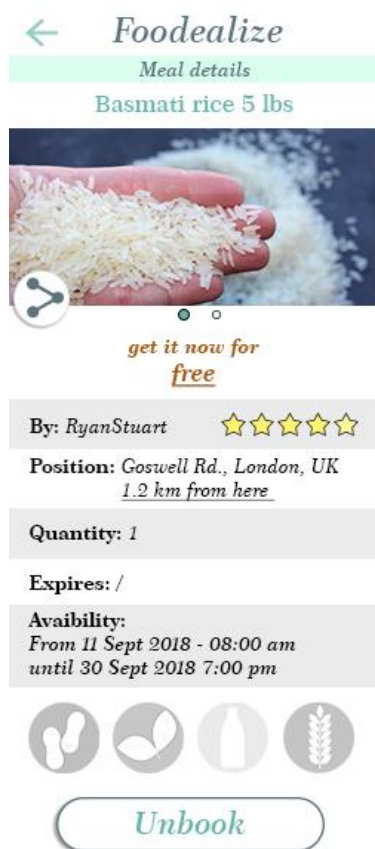 Foodealize
Meal details
Basmati rice 5 lbs
get it now for
free
By: RyanStuart
Position: Goswell Rd., London, UK
1.2 km from here
Quantity: 1
Expires: /
Avaibility:
From 11 Sept 2018 - 08:00 am
until 30 Sept 2018 7:00 pm
Unbook